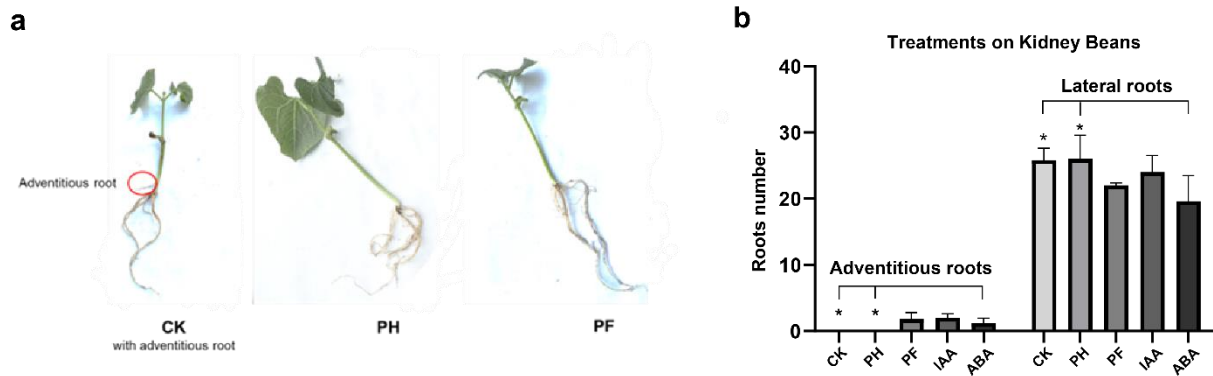 a
Adventitious root
CK
with adventitious root
PH
PF
b
Treatments on Kidney Beans
Roots number
40
30
20
10
0
Adventitious roots
Lateral roots
* * * *
CK PH PF IAA ABA CK PH PF IAA ABA